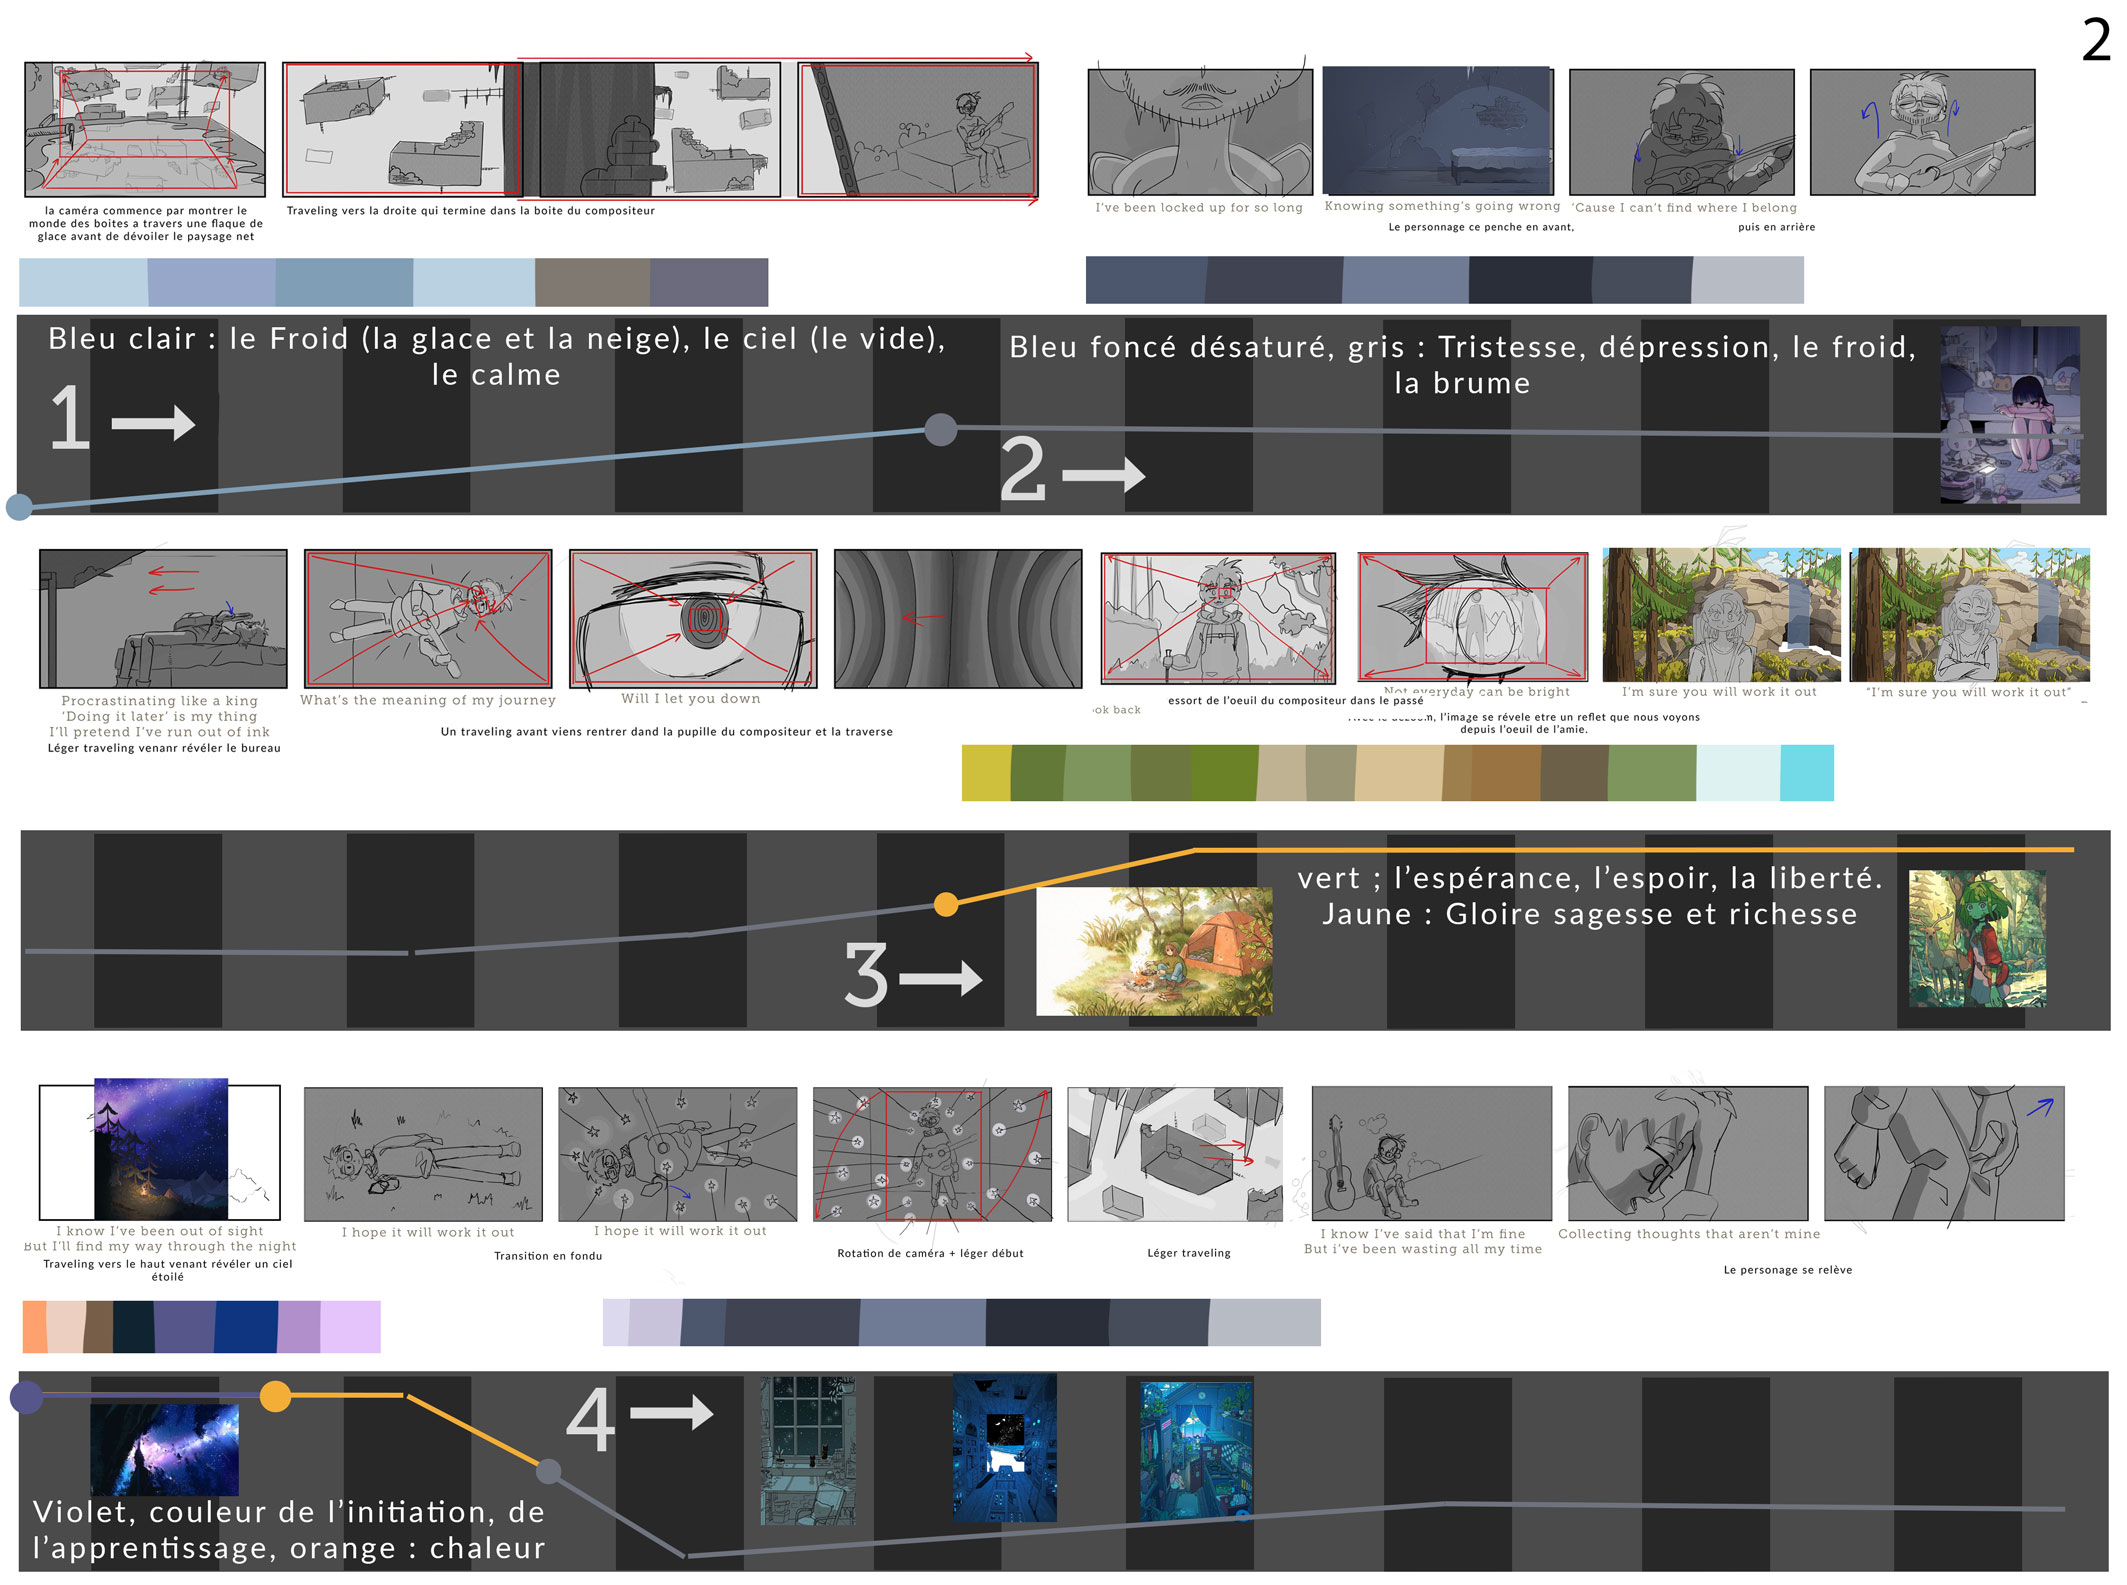 2
la caméra commence par montrer le
monde des boites a travers une flaque de
glace avant de dévoiler le paysage net
Traveling vers la droite qui termine dans la boite du compositeur
I've been locked up for so long
Knowing something's going wrong
'Cause I can't find where I belong
Le personnage ce penche en avant,
puis en arrière
Bleu clair : le Froid (la glace et la neige), le ciel (le vide),
le calme
Bleu foncé désaturé, gris : Tristesse, dépression, le froid,
la brume
1
2
Procrastinating like a king
'Doing it later' is my thing
I'll pretend I've run out of ink
Léger traveling venanr révéler le bureau
What's the meaning of my journey
Will I let you down
Un traveling avant viens rentrer dand la pupille du compositeur et la traverse
ook back
essort de l'oeuil du compositeur dans le passé
Not everyday can be bright
l'image se révele etre un reflet que nous voyons
depuis l'oeuil de l'amie.
I'm sure you will work it out
"I'm sure you will work it out"
3
vert ; l'espérance, l'espoir, la liberté.
Jaune : Gloire sagesse et richesse
I know I've been out of sight
But I'll find my way through the night
Traveling vers le haut venant révéler un ciel
étoilé
I hope it will work it out
I hope it will work it out
Transition en fondu
Rotation de caméra + léger début
Léger traveling
I know I've said that I'm fine
But i've been wasting all my time
Collecting thoughts that aren't mine
Le personage se relève
4
Violet, couleur de l'initiation, de
l'apprentissage, orange : chaleur